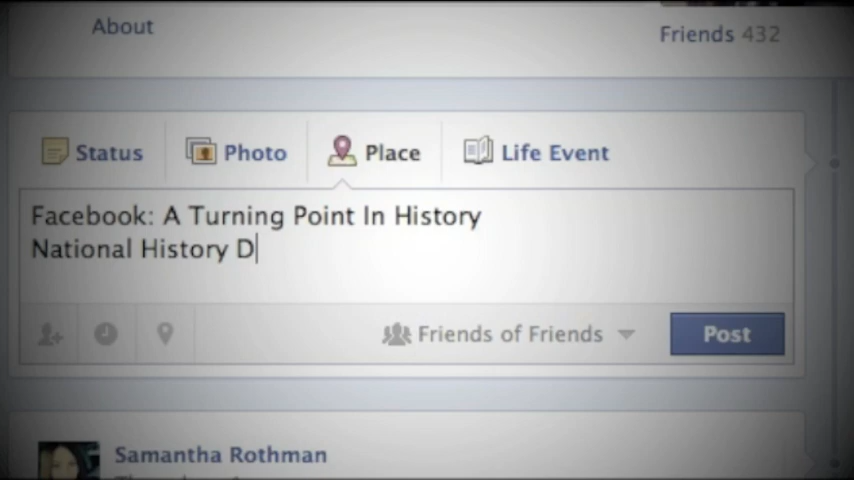 About
Friends 432
Status Photo Place Life Event
Facebook: A Turning Point In History
National History D
Friends of Friends Post
Samantha Rothman